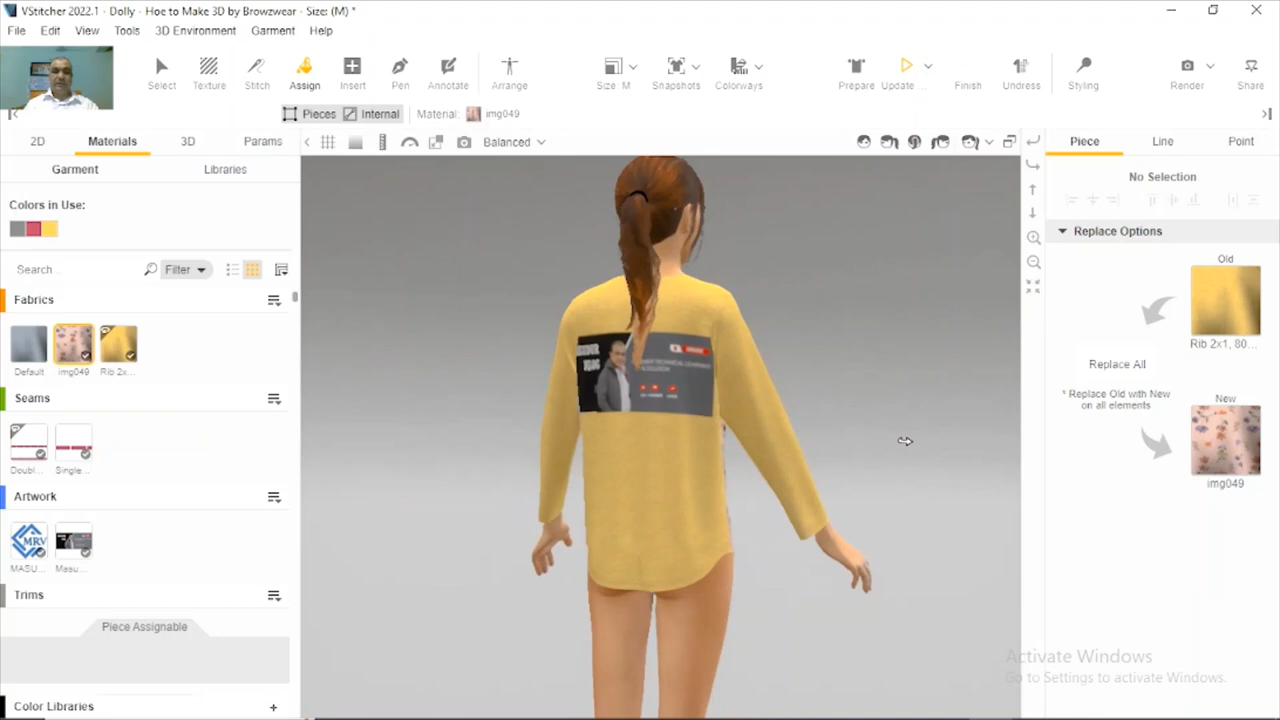 VStitcher 2022.1 - Dolly - Hoe to Make 3D by Browzwear - Size: (M) *
File Edit View Tools 3D Environment Garment Help
Select Texture Stitch Assign Insert Pen Annotate Arrange Size: M Snapshots Colorways Prepare Update ... Finish Undress Styling Render Share
Pieces Internal Material: img049
2D Materials 3D Params
Balanced
Piece Line Point
Garment Libraries
No Selection
Colors in Use:
Replace Options
Search... Filter
Old
Fabrics
Rib 2x1, 80...
Default img049 Rib 2x...
Replace All
Seams
* Replace Old with New
on all elements
New
Doubl... Single...
img049
Artwork
MRV
MASU... Masu...
Trims
Piece Assignable
Activate Windows
Go to Settings to activate Windows.
Color Libraries +